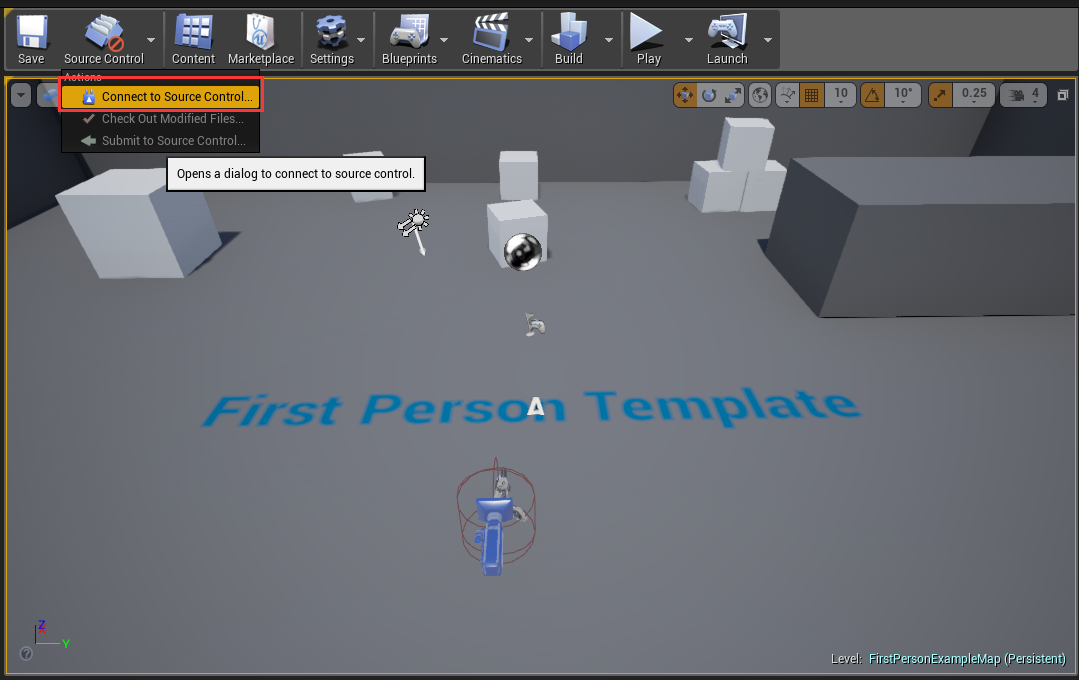 Save
Source Control
Content
Marketplace
Settings
Blueprints
Cinematics
Build
Play
Launch
Actions
Connect to Source Control...
Check Out Modified Files...
Submit to Source Control...
Opens a dialog to connect to source control.
10
10°
0.25
4
First Person Template
Z
X
Y
Level: FirstPersonExampleMap (Persistent)